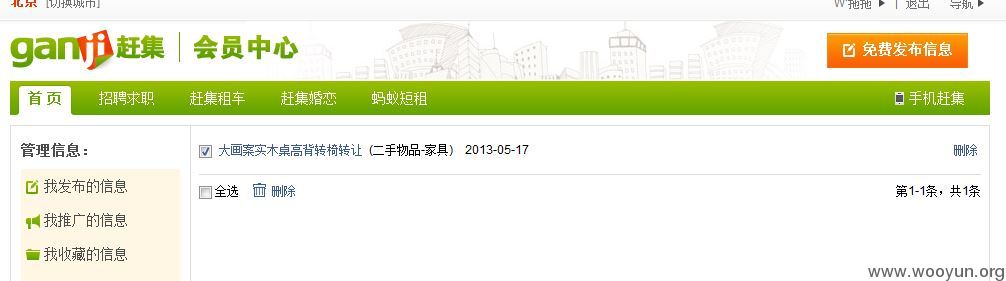 北京 [切换城市] W拖拖 | 退出 导航
ganji 赶集 会员中心 免费发布信息
首页 招聘求职 赶集租车 赶集婚恋 蚂蚁短租 手机赶集
管理信息：
大画案实木桌高背转椅转让 (二手物品-家具) 2013-05-17 删除
我发布的信息
全选 删除 第1-1条，共1条
我推广的信息
我收藏的信息
www.wooyun.org